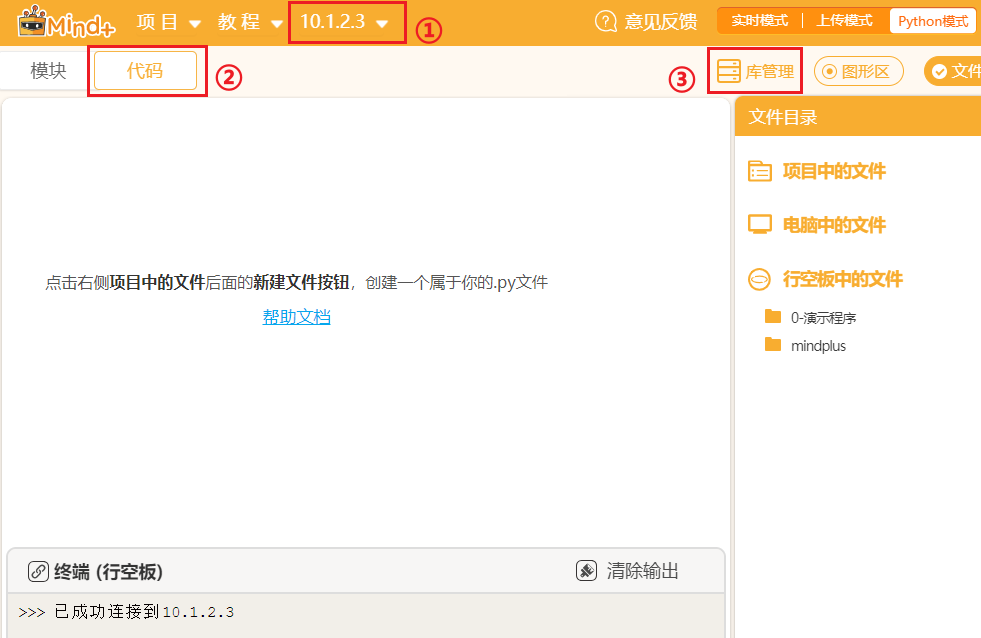 Mind+ 项目 教程 10.1.2.3 ① 意见反馈 实时模式 上传模式 Python模式
模块 代码 ② ③ 库管理 图形区 文件
文件目录
项目中的文件
电脑中的文件
行空板中的文件
0-演示程序
mindplus
点击右侧项目中的文件后面的新建文件按钮，创建一个属于你的.py文件
帮助文档
终端 (行空板) 清除输出
>>> 已成功连接到10.1.2.3